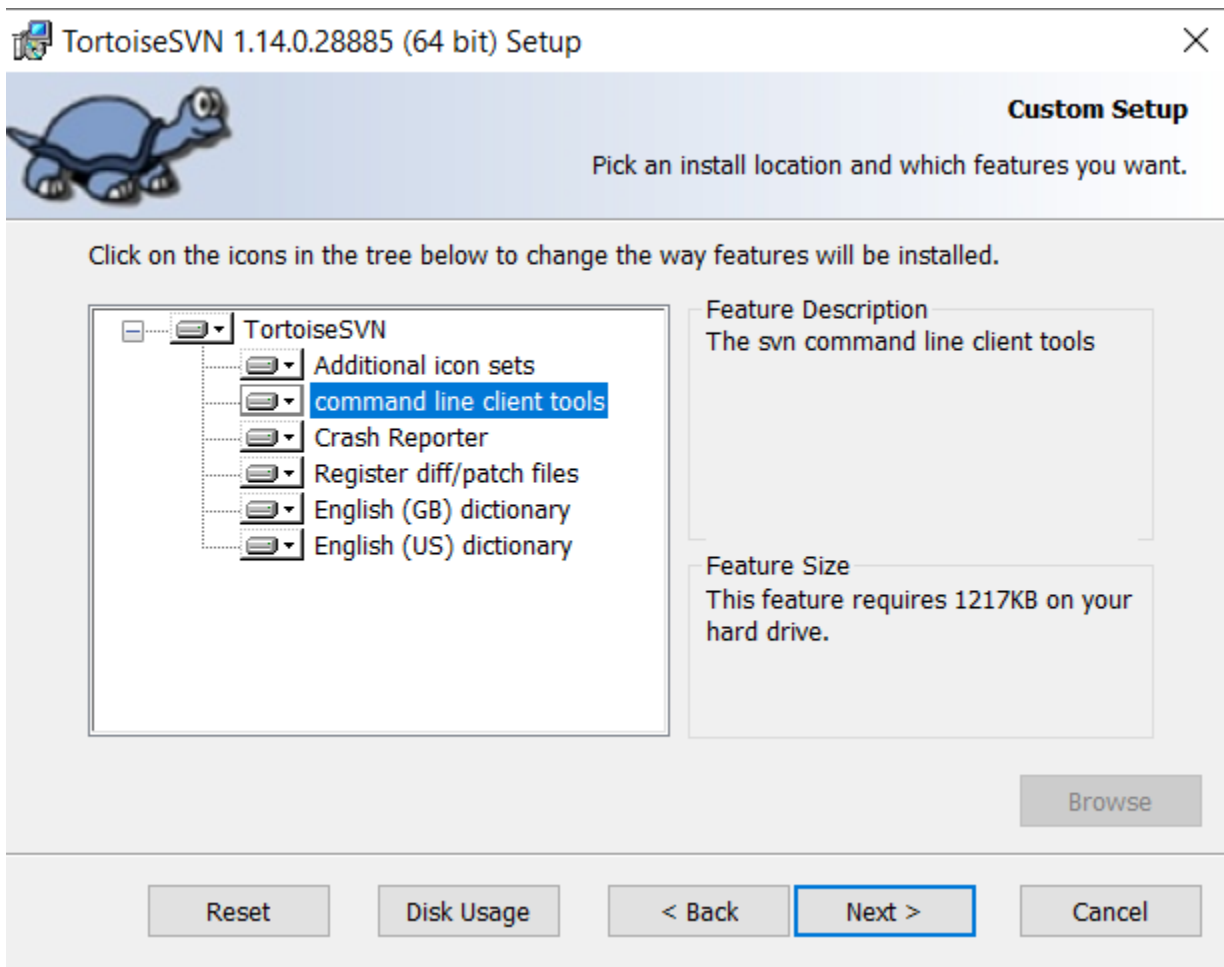 TortoiseSVN 1.14.0.28885 (64 bit) Setup
Custom Setup
Pick an install location and which features you want.
Click on the icons in the tree below to change the way features will be installed.
TortoiseSVN
Additional icon sets
command line client tools
Crash Reporter
Register diff/patch files
English (GB) dictionary
English (US) dictionary
Feature Description
The svn command line client tools
Feature Size
This feature requires 1217KB on your
hard drive.
Browse
Reset
Disk Usage
< Back
Next >
Cancel